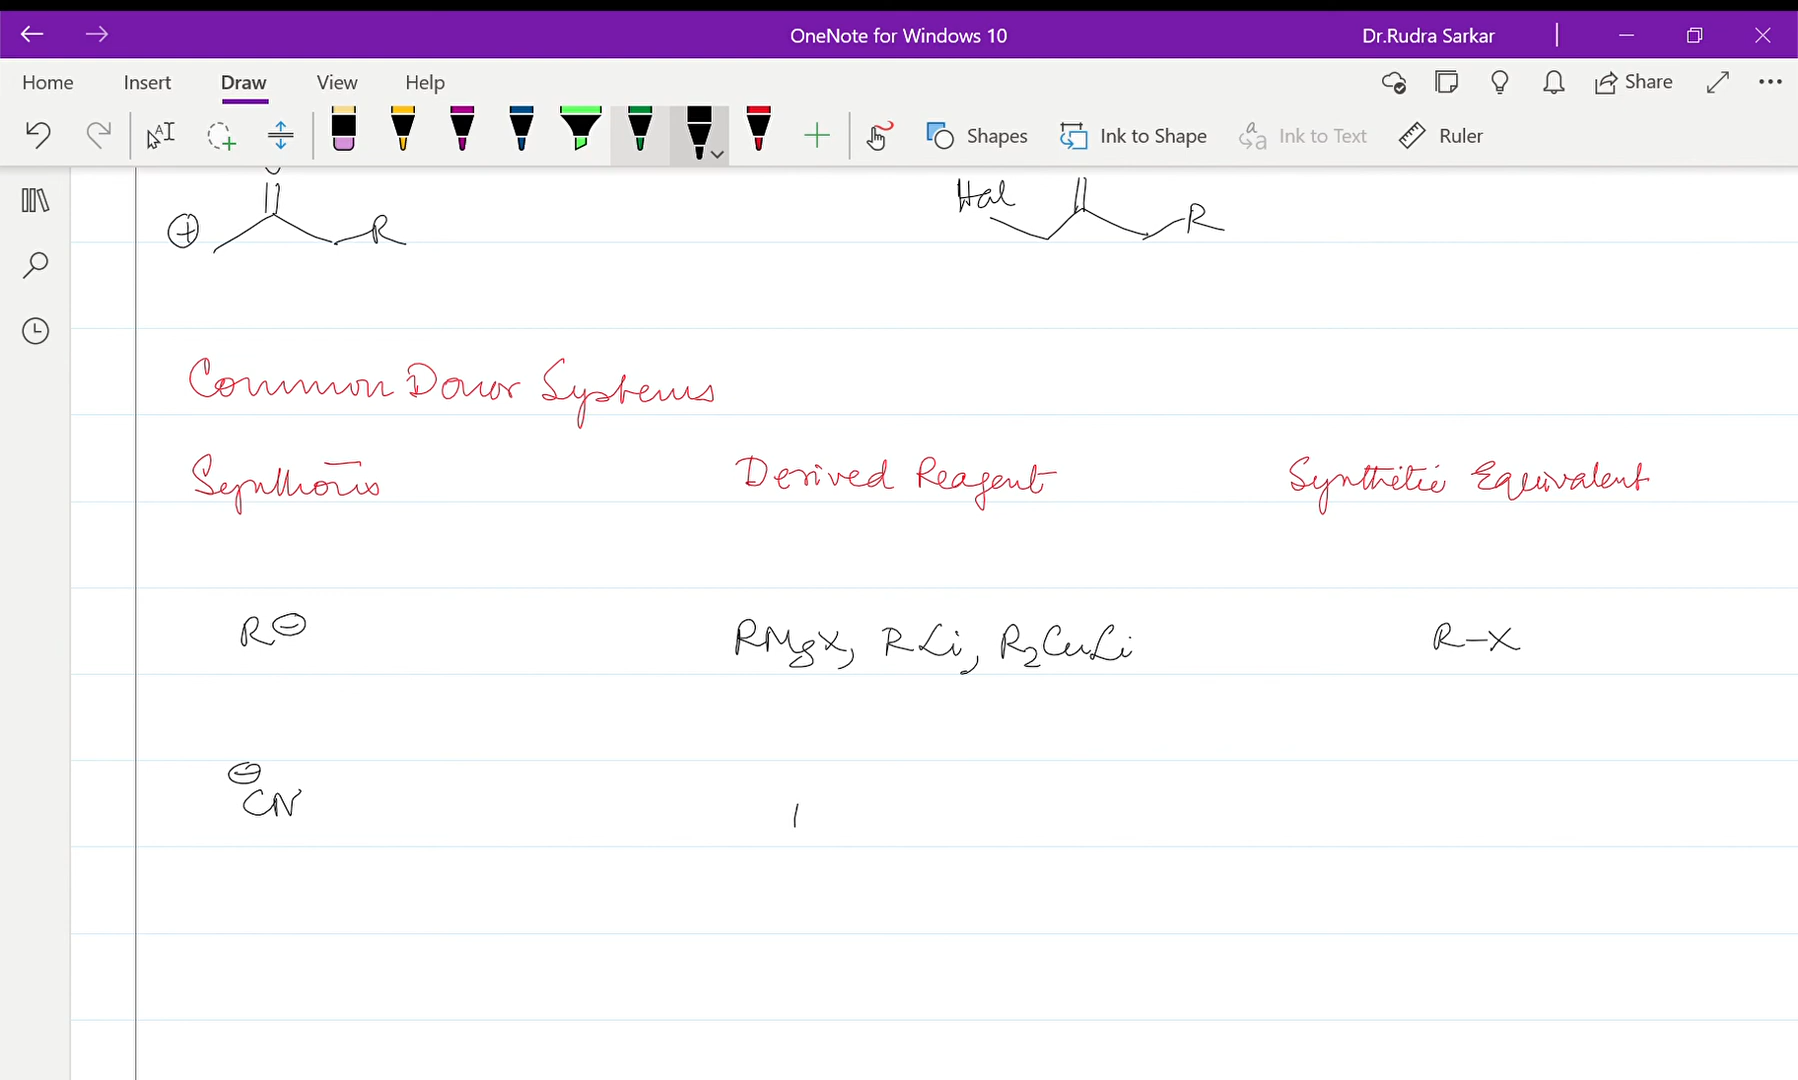 OneNote for Windows 10
Dr.Rudra Sarkar
Home Insert Draw View Help Share
Shapes Ink to Shape Ink to Text Ruler
⊕ R
Hal R
Common Donor Systems
Synthons Derived Reagent Synthetic Equivalent
R⊖ RMgX, RLi, R₂CuLi R-X
⊖
CN